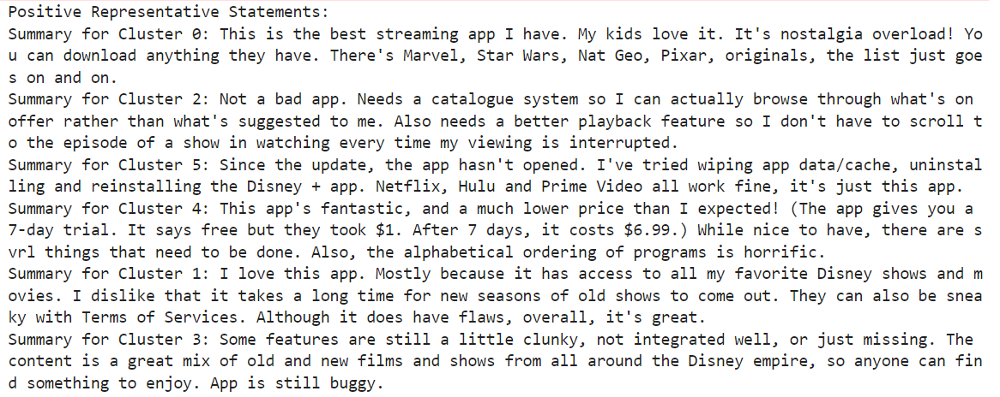 Positive Representative Statements:
Summary for Cluster 0: This is the best streaming app I have. My kids love it. It's nostalgia overload! Yo
u can download anything they have. There's Marvel, Star Wars, Nat Geo, Pixar, originals, the list just goe
s on and on.
Summary for Cluster 2: Not a bad app. Needs a catalogue system so I can actually browse through what's on
offer rather than what's suggested to me. Also needs a better playback feature so I don't have to scroll t
o the episode of a show in watching every time my viewing is interrupted.
Summary for Cluster 5: Since the update, the app hasn't opened. I've tried wiping app data/cache, uninstal
ling and reinstalling the Disney + app. Netflix, Hulu and Prime Video all work fine, it's just this app.
Summary for Cluster 4: This app's fantastic, and a much lower price than I expected! (The app gives you a
7-day trial. It says free but they took $1. After 7 days, it costs $6.99.) While nice to have, there are s
vrl things that need to be done. Also, the alphabetical ordering of programs is horrific.
Summary for Cluster 1: I love this app. Mostly because it has access to all my favorite Disney shows and m
ovies. I dislike that it takes a long time for new seasons of old shows to come out. They can also be snea
ky with Terms of Services. Although it does have flaws, overall, it's great.
Summary for Cluster 3: Some features are still a little clunky, not integrated well, or just missing. The
content is a great mix of old and new films and shows from all around the Disney empire, so anyone can fin
d something to enjoy. App is still buggy.